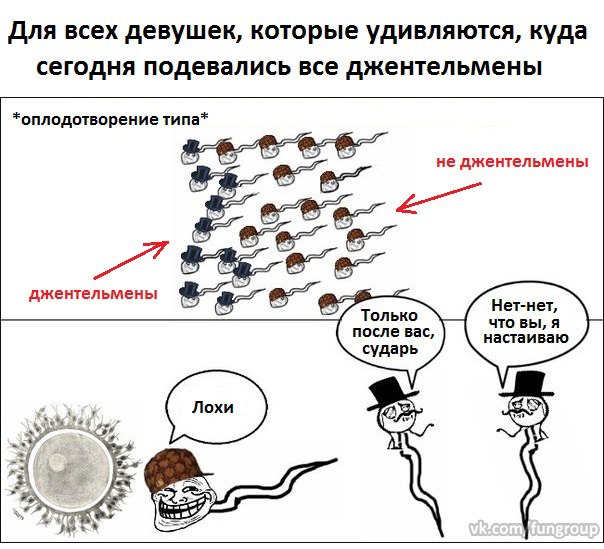 Для всех девушек, которые удивляются, куда
сегодня подевались все джентельмены
*оплодотворение типа*
не джентельмены
джентельмены
Только
после вас,
сударь
Нет-нет,
что вы, я
настаиваю
Лохи
vk.com/fungroup